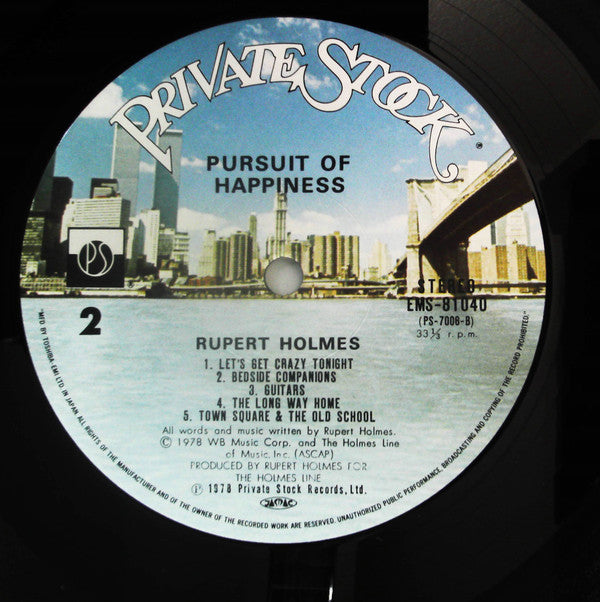 PRIVATE STOCK
PURSUIT OF
HAPPINESS
PS
STEREO
EMS-81040
(PS-7006-B)
33⅓ r.p.m.
2
RUPERT HOLMES
1. LET'S GET CRAZY TONIGHT
2. BEDSIDE COMPANIONS
3. GUITARS
4. THE LONG WAY HOME
5. TOWN SQUARE & THE OLD SCHOOL
All words and music written by Rupert Holmes.
© 1978 WB Music Corp. and The Holmes Line
of Music. Inc. (ASCAP)
PRODUCED BY RUPERT HOLMES FOR
THE HOLMES LINE
℗ 1978 Private Stock Records, Ltd.
JASRAC
"MF'D BY TOSHIBA EMI LTD. IN JAPAN ALL RIGHTS OF THE MANUFACTURER AND OF THE OWNER OF THE RECORDED WORK ARE RESERVED. UNAUTHORIZED PUBLIC PERFORMANCE, BROADCASTING AND COPYING OF THE RECORD PROHIBITED."